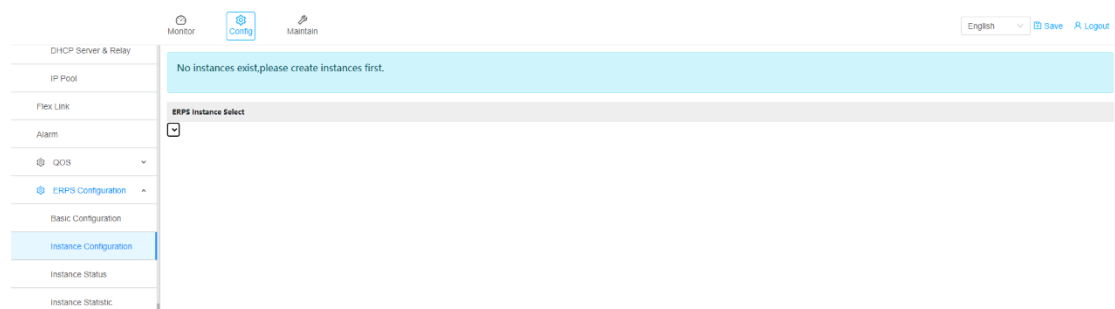 Monitor
Config
Maintain
English
Save
Logout
DHCP Server & Relay
IP Pool
Flex Link
Alarm
QOS
ERPS Configuration
Basic Configuration
Instance Configuration
Instance Status
Instance Statistic
No instances exist,please create instances first.
ERPS Instance Select